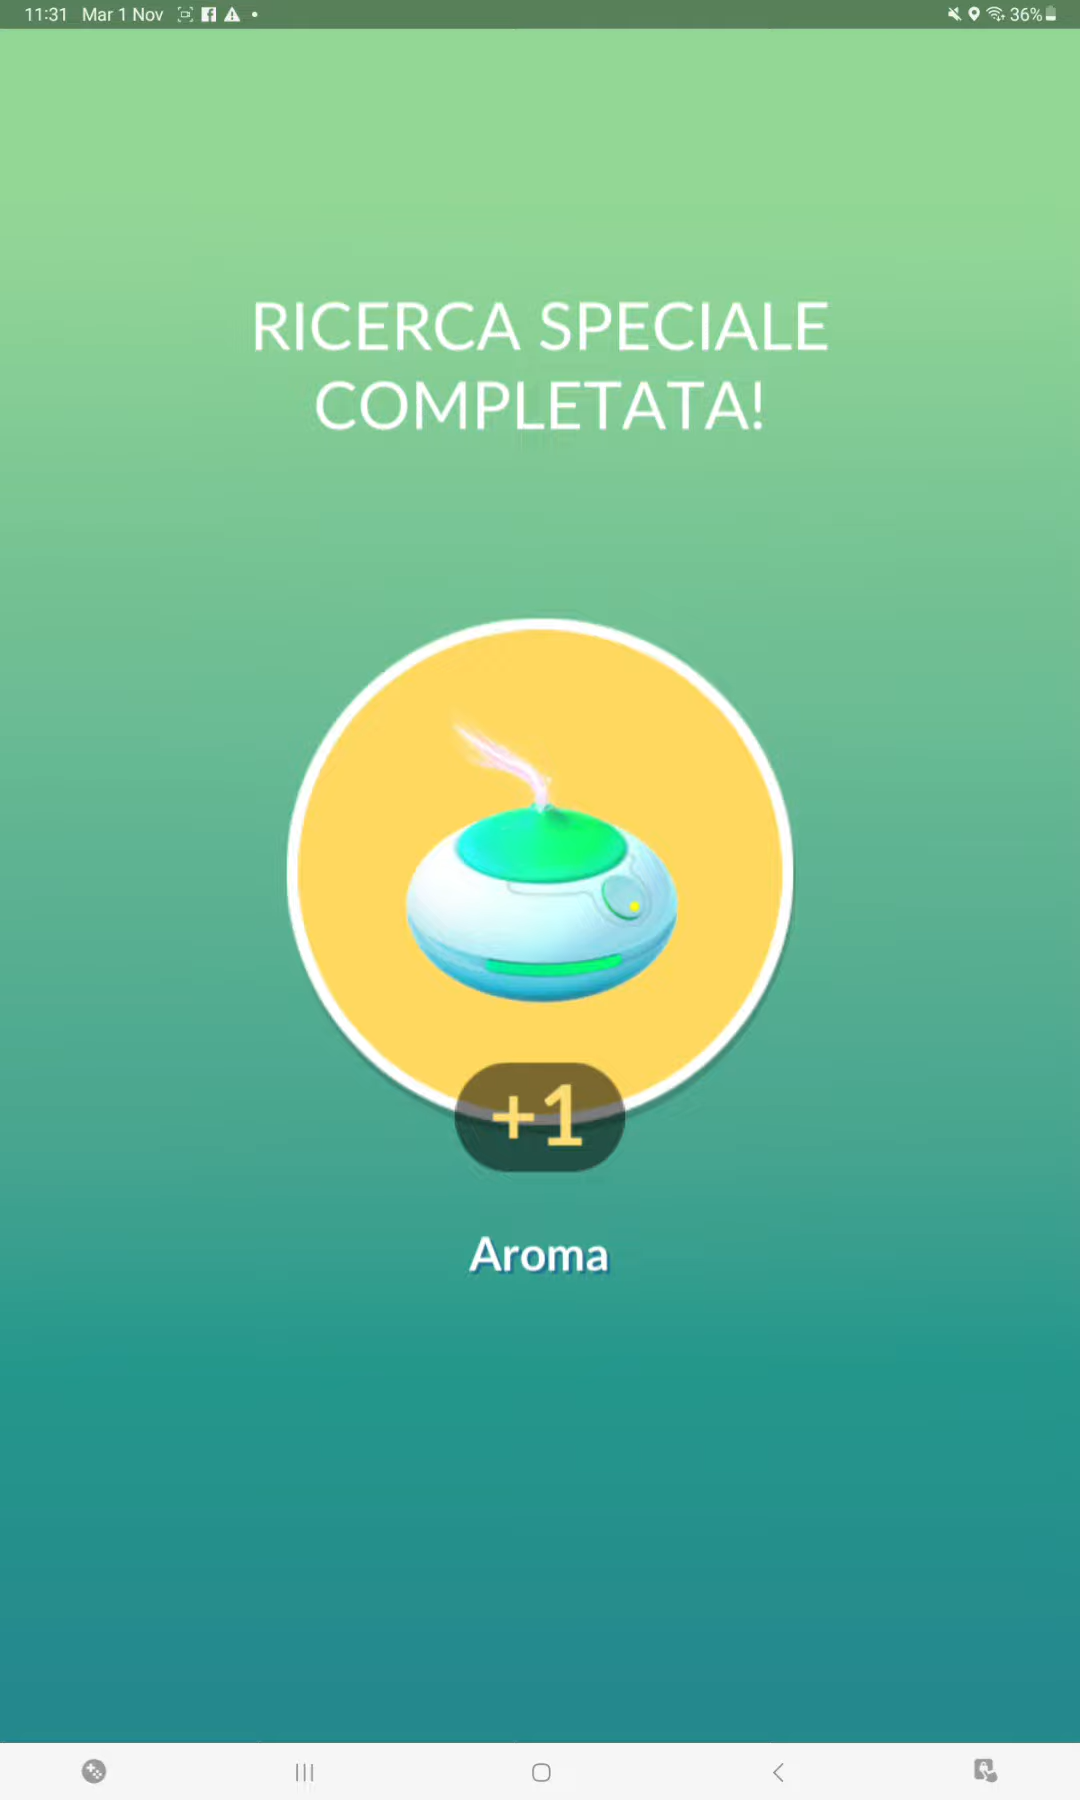 11:31 Mar 1 Nov
36%
RICERCA SPECIALE
COMPLETATA!
+1
Aroma